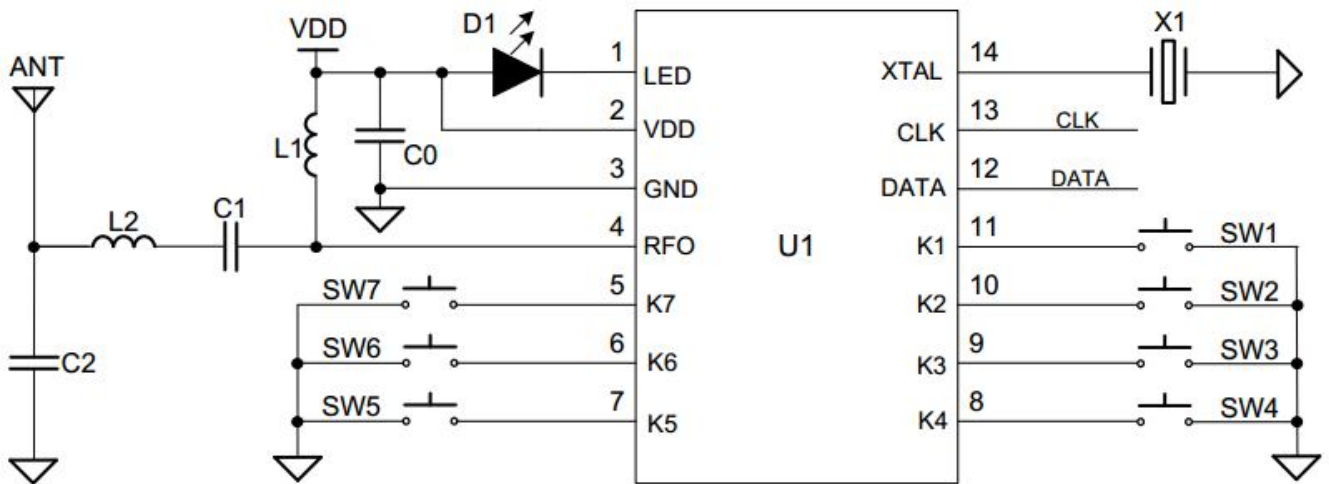 VDD
D1
ANT
L1
C0
L2
C1
C2
1
LED
2
VDD
3
GND
4
RFO
SW7
5
K7
SW6
6
K6
SW5
7
K5
U1
X1
14
XTAL
13
CLK
CLK
12
DATA
DATA
11
K1
SW1
10
K2
SW2
9
K3
SW3
8
K4
SW4